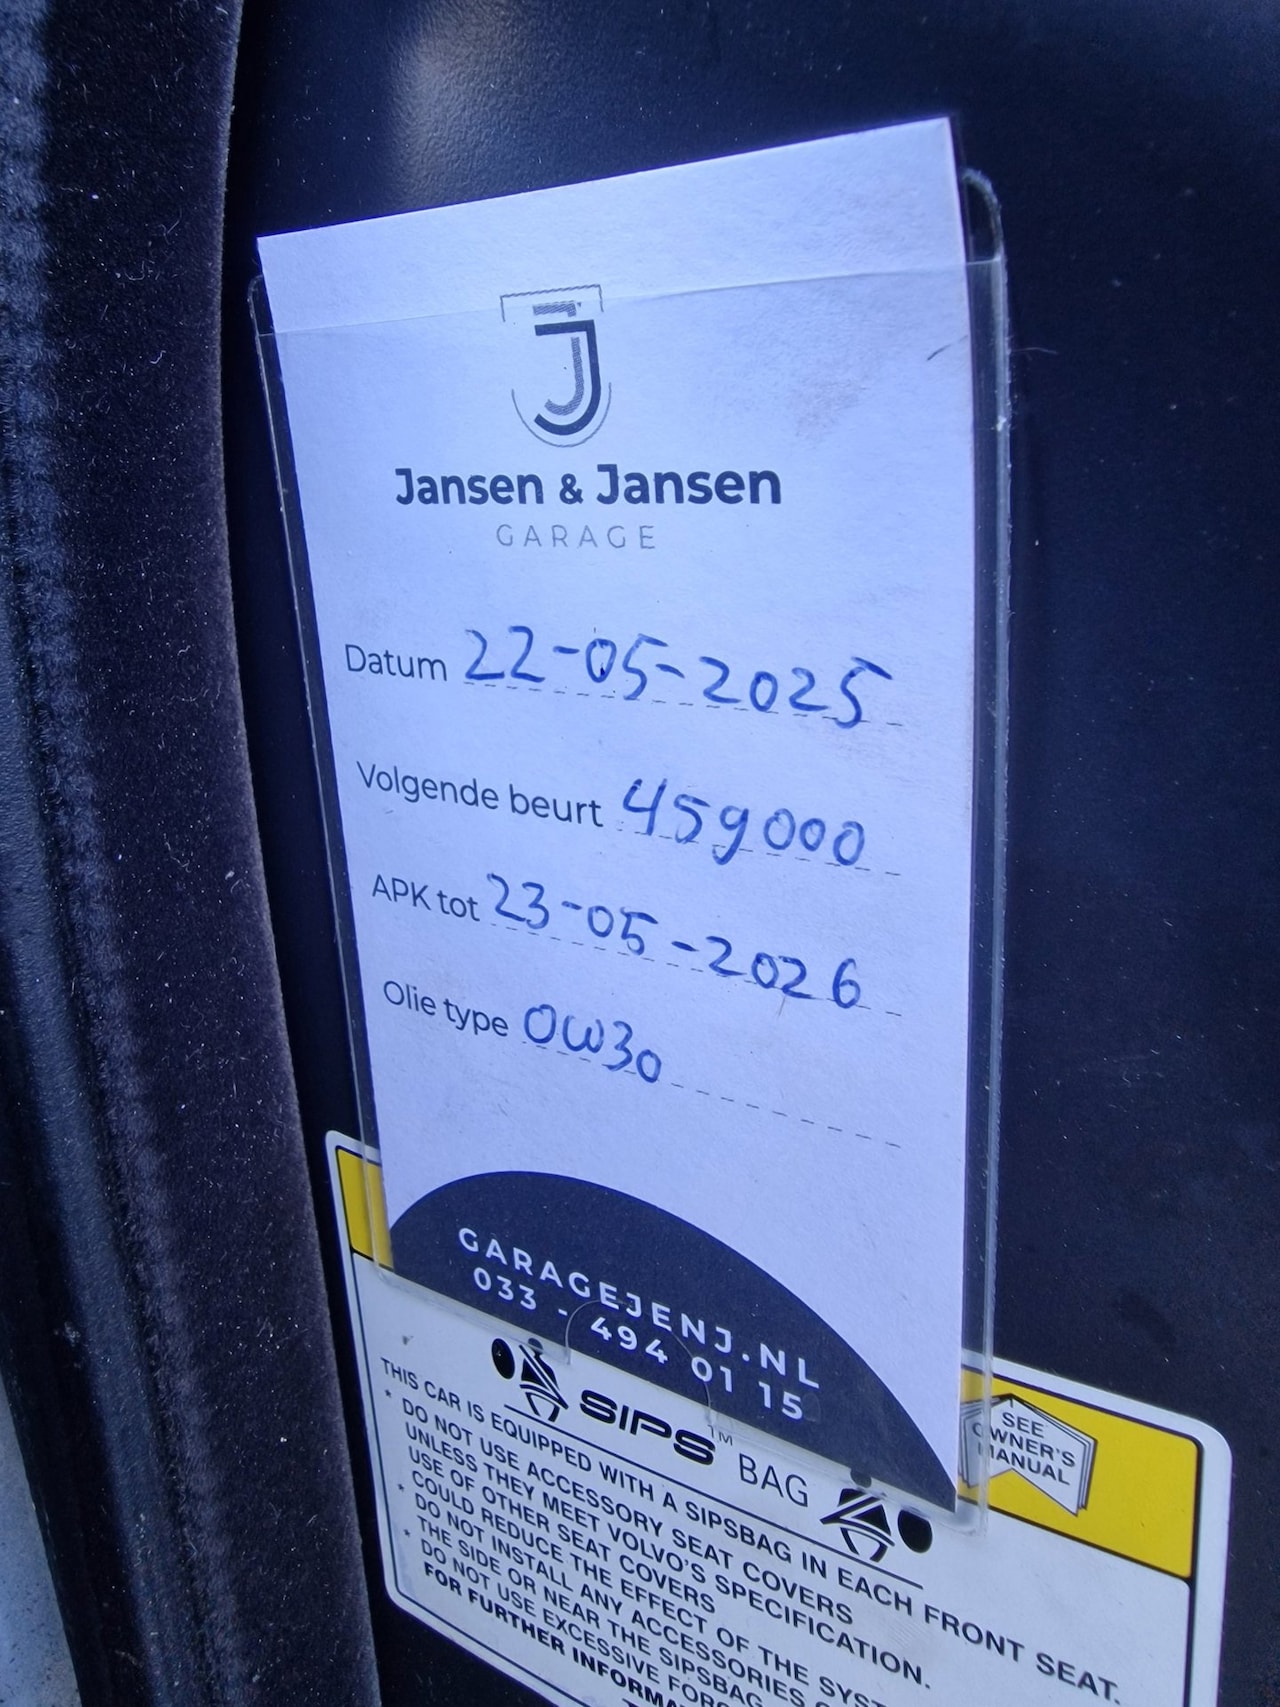 J
Jansen & Jansen
GARAGE
Datum 22-05-2025
Volgende beurt 459000
APK tot 23-05-2026
Olie type 0W30
GARAGEJENJ.NL
033 - 494 01 15
SIPS™ BAG
SEE
OWNER'S
MANUAL
THIS CAR IS EQUIPPED WITH A SIPSBAG IN EACH FRONT SEAT.
* DO NOT USE ACCESSORY SEAT COVERS
UNLESS THEY MEET VOLVO'S SPECIFICATION.
USE OF OTHER SEAT COVERS
COULD REDUCE THE EFFECT OF THE
* DO NOT INSTALL ANY ACCESSORIES
THE SIDE OR NEAR THE SIPSBAG
* DO NOT USE EXCESSIVE
FOR FURTHER